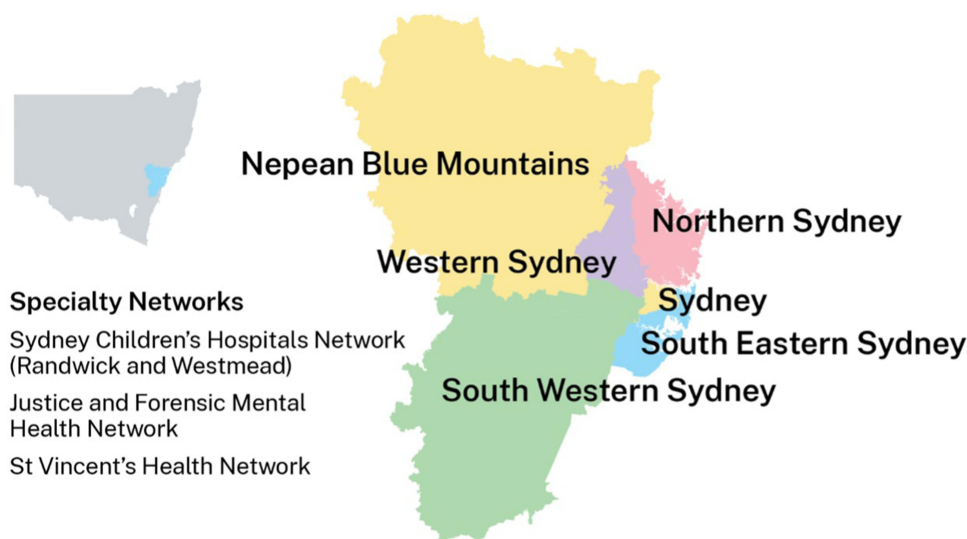 Nepean Blue Mountains
Northern Sydney
Western Sydney
Sydney
South Eastern Sydney
South Western Sydney
Specialty Networks
Sydney Children’s Hospitals Network
(Randwick and Westmead)
Justice and Forensic Mental
Health Network
St Vincent’s Health Network